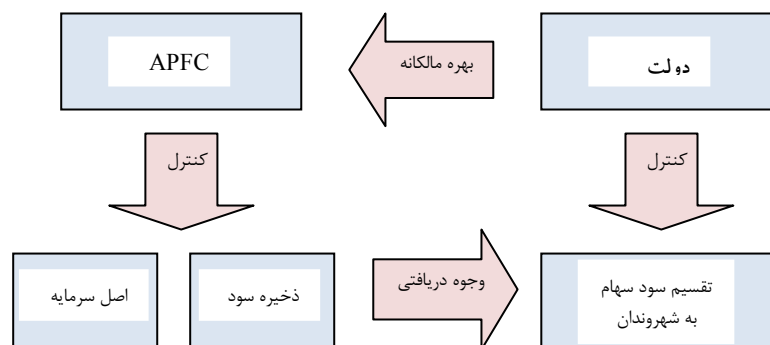 دولت
بهره مالکانه
APFC
کنترل
کنترل
تقسیم سود سهام
به شهروندان
وجوه دریافتی
ذخیره سود
اصل سرمایه